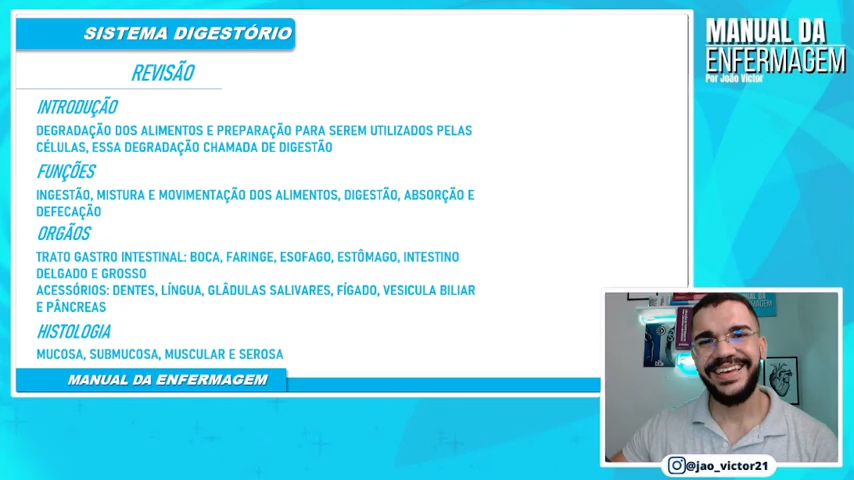 SISTEMA DIGESTÓRIO
REVISÃO
INTRODUÇÃO
DEGRADAÇÃO DOS ALIMENTOS E PREPARAÇÃO PARA SEREM UTILIZADOS PELAS
CÉLULAS, ESSA DEGRADAÇÃO CHAMADA DE DIGESTÃO
FUNÇÕES
INGESTÃO, MISTURA E MOVIMENTAÇÃO DOS ALIMENTOS, DIGESTÃO, ABSORÇÃO E
DEFECAÇÃO
ORGÃOS
TRATO GASTRO INTESTINAL: BOCA, FARINGE, ESOFAGO, ESTÔMAGO, INTESTINO
DELGADO E GROSSO
ACESSÓRIOS: DENTES, LÍNGUA, GLÂDULAS SALIVARES, FÍGADO, VESICULA BILIAR
E PÂNCREAS
HISTOLOGIA
MUCOSA, SUBMUCOSA, MUSCULAR E SEROSA
MANUAL DA ENFERMAGEM
MANUAL DA
ENFERMAGEM
Por João Victor
@jao_victor21